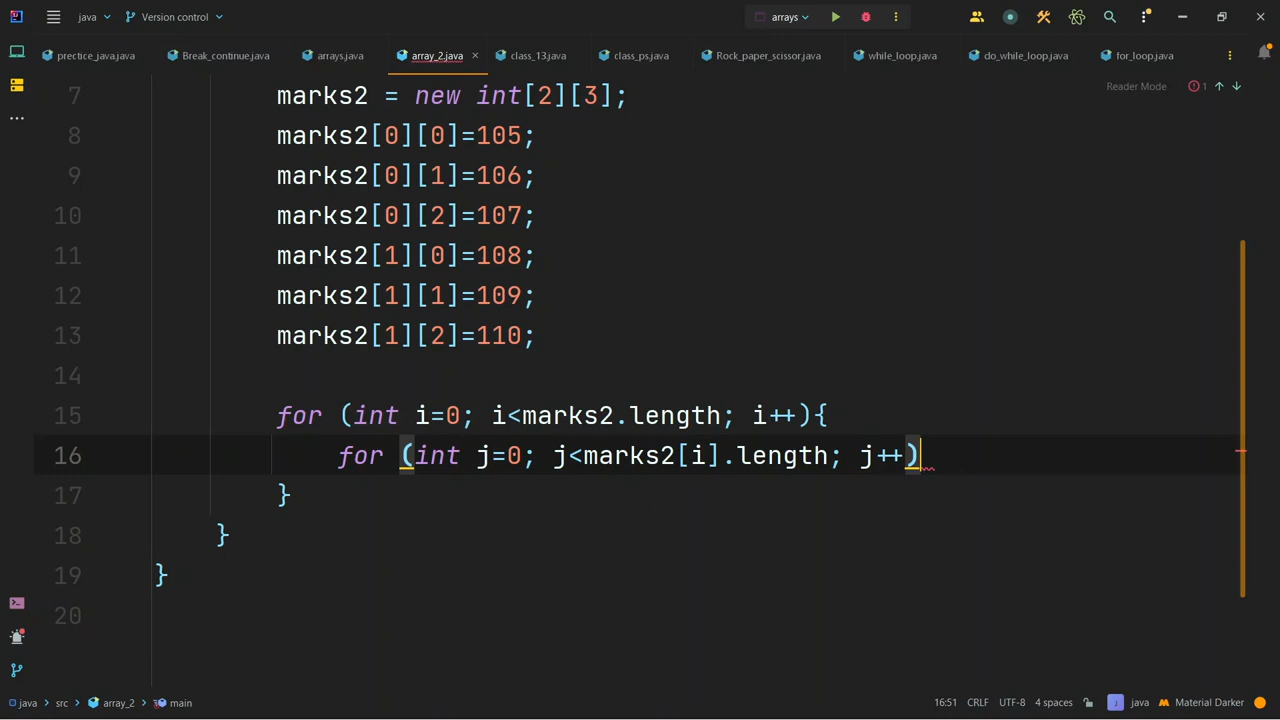 java Version control arrays
prectice_java.java Break_continue.java arrays.java array_2.java class_13.java class_ps.java Rock_paper_scissor.java while_loop.java do_while_loop.java for_loop.java
Reader Mode 1
7 marks2 = new int[2][3];
8 marks2[0][0]=105;
9 marks2[0][1]=106;
10 marks2[0][2]=107;
11 marks2[1][0]=108;
12 marks2[1][1]=109;
13 marks2[1][2]=110;
14
15 for (int i=0; i<marks2.length; i++){
16 for (int j=0; j<marks2[i].length; j++)
17 }
18 }
19 }
20
java > src > array_2 > main 16:51 CRLF UTF-8 4 spaces java Material Darker